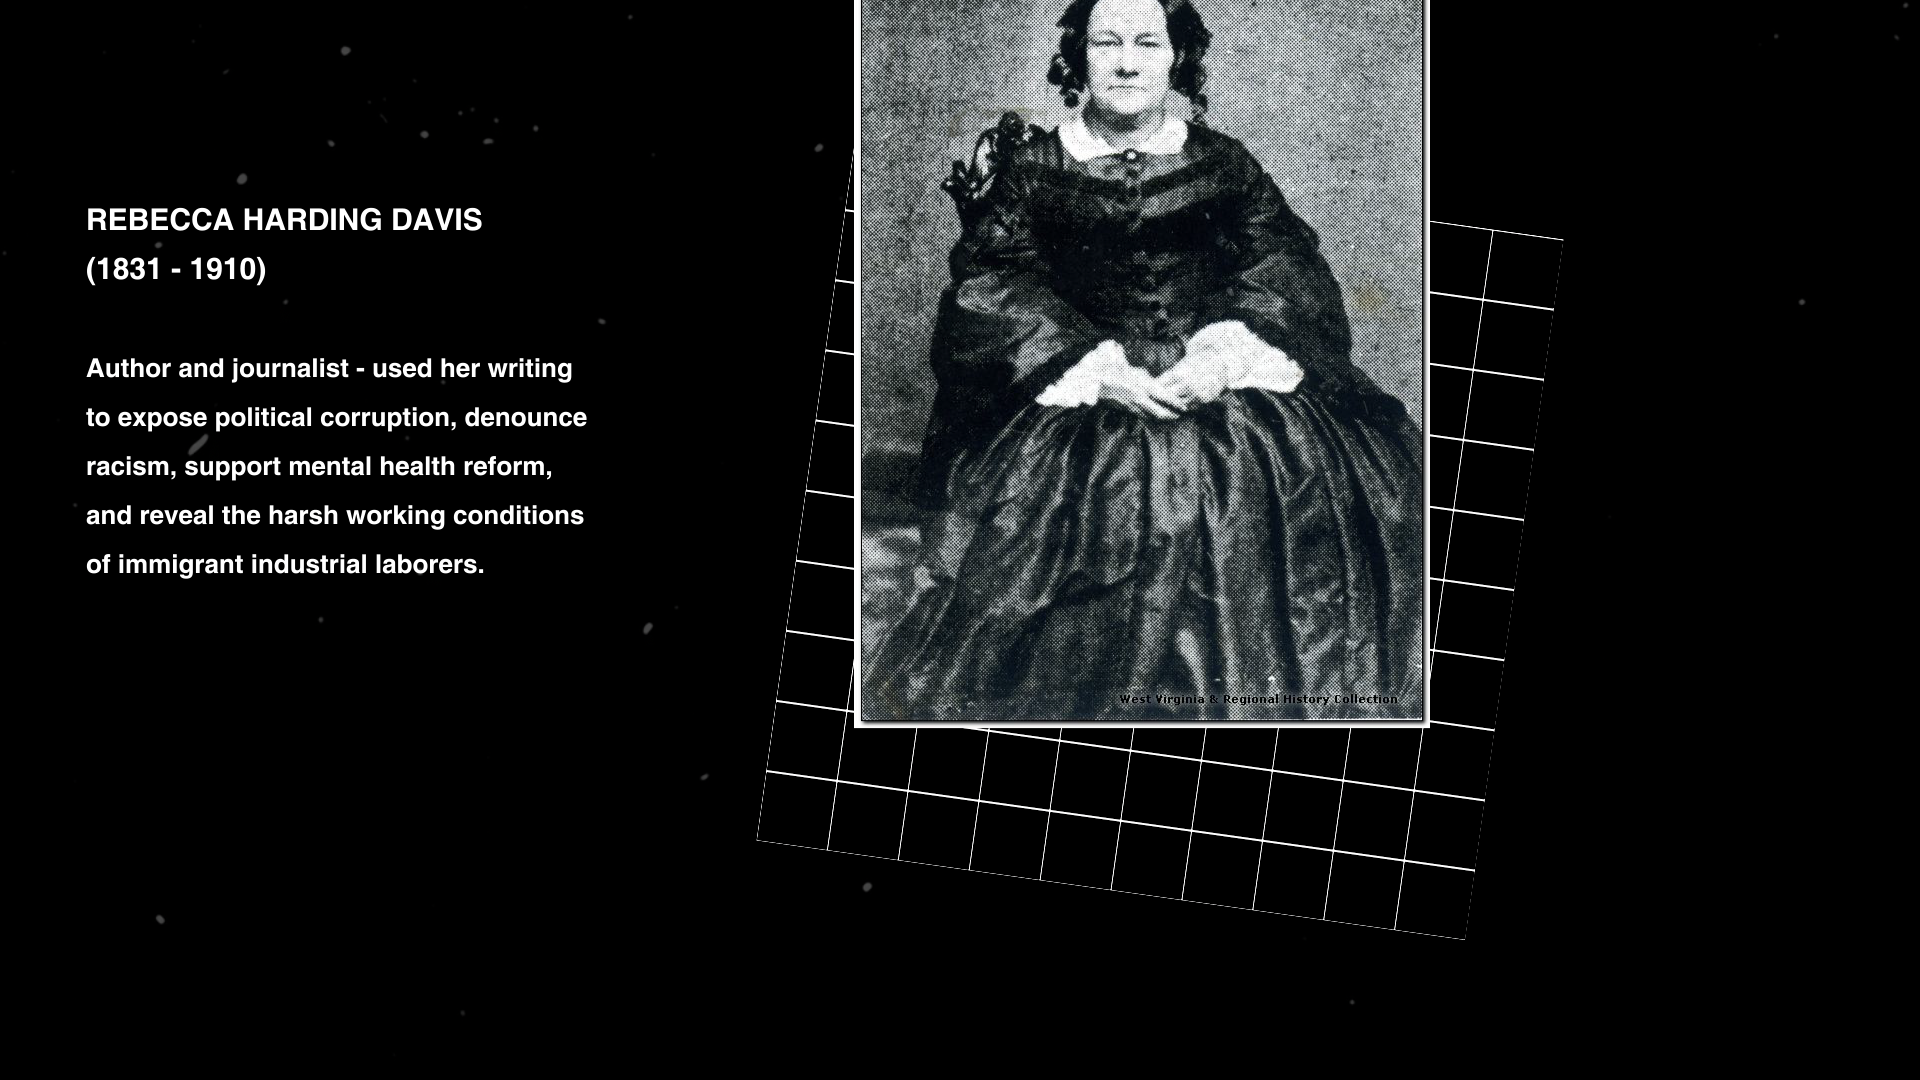 REBECCA HARDING DAVIS
(1831 - 1910)
Author and journalist - used her writing
to expose political corruption, denounce
racism, support mental health reform,
and reveal the harsh working conditions
of immigrant industrial laborers.
West Virginia & Regional History Collection